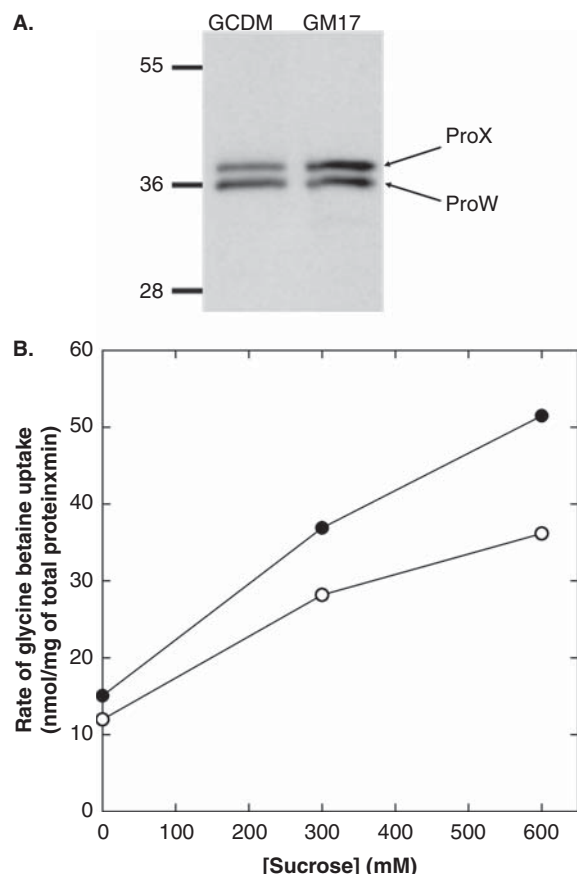 A.
GCDM GM17
55
ProX
36
ProW
28
B.
60
50
40
30
20
10
0
Rate of glycine betaine uptake
(nmol/mg of total proteinxmin)
0 100 200 300 400 500 600
[Sucrose] (mM)